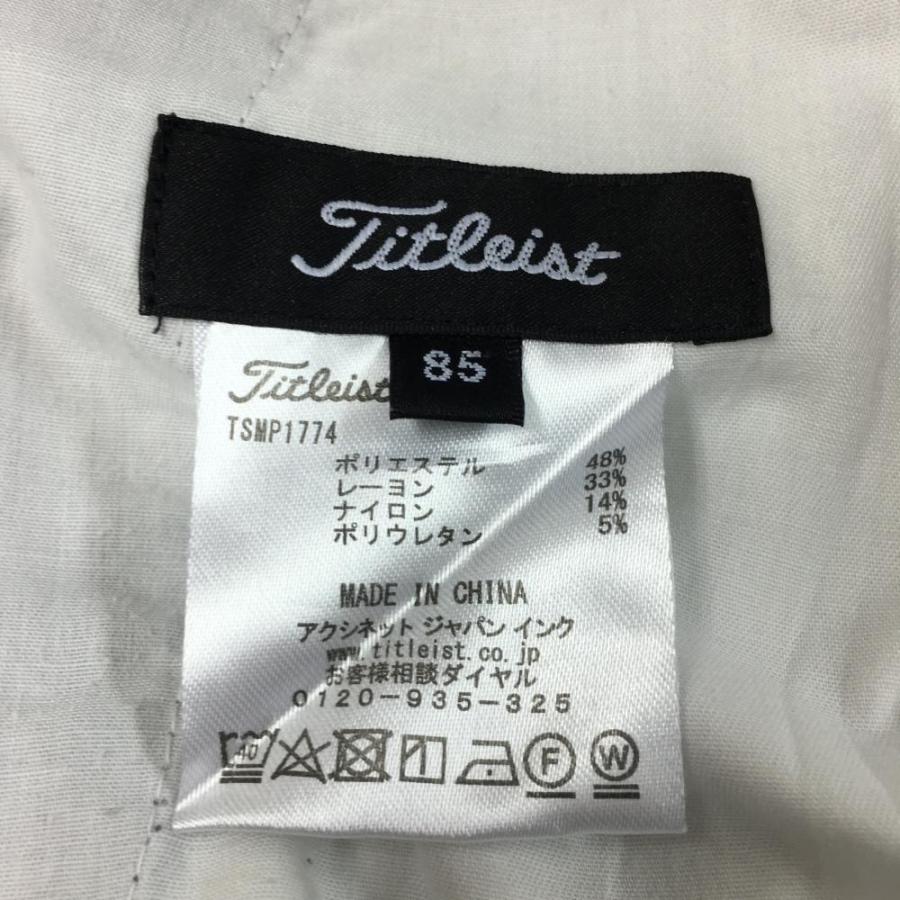 Titleist
85
Titleist
TSMP1774
ポリエステル 48%
レーヨン 33%
ナイロン 14%
ポリウレタン 5%
MADE IN CHINA
アクシネット ジャパン インク
www.titleist.co.jp
お客様相談ダイヤル
0120-935-325
40 F W